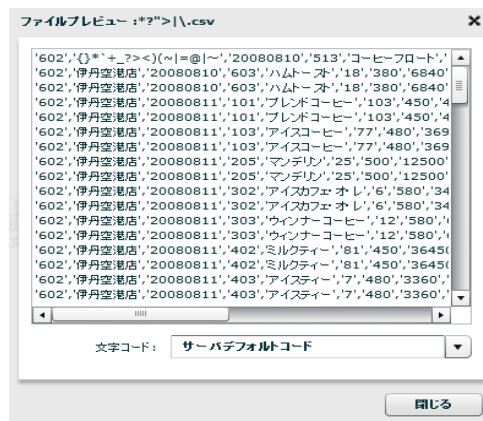 ファイルプレビュー :*?">|\.csv
'602','{}*`+_?><)(~|=@|～','20080810','513','コーヒーフロート','
'602','伊丹空港店','20080810','603','ハムトースト','18','380','6840'
'602','伊丹空港店','20080810','603','ハムトースト','18','380','6840'
'602','伊丹空港店','20080811','101','ブレンドコーヒー','103','450','4
'602','伊丹空港店','20080811','101','ブレンドコーヒー','103','450','4
'602','伊丹空港店','20080811','103','アイスコーヒー','77','480','369
'602','伊丹空港店','20080811','103','アイスコーヒー','77','480','369
'602','伊丹空港店','20080811','205','マンデリン','25','500','12500'
'602','伊丹空港店','20080811','205','マンデリン','25','500','12500'
'602','伊丹空港店','20080811','302','アイスカフェ・オ・レ','6','580','34
'602','伊丹空港店','20080811','302','アイスカフェ・オ・レ','6','580','34
'602','伊丹空港店','20080811','303','ウィンナーコーヒー','12','580','
'602','伊丹空港店','20080811','303','ウィンナーコーヒー','12','580','
'602','伊丹空港店','20080811','402','ミルクティー','81','450','3645
'602','伊丹空港店','20080811','402','ミルクティー','81','450','3645
'602','伊丹空港店','20080811','403','アイスティー','7','480','3360','
'602','伊丹空港店','20080811','403','アイスティー','7','480','3360','
文字コード: サーバデフォルトコード
閉じる